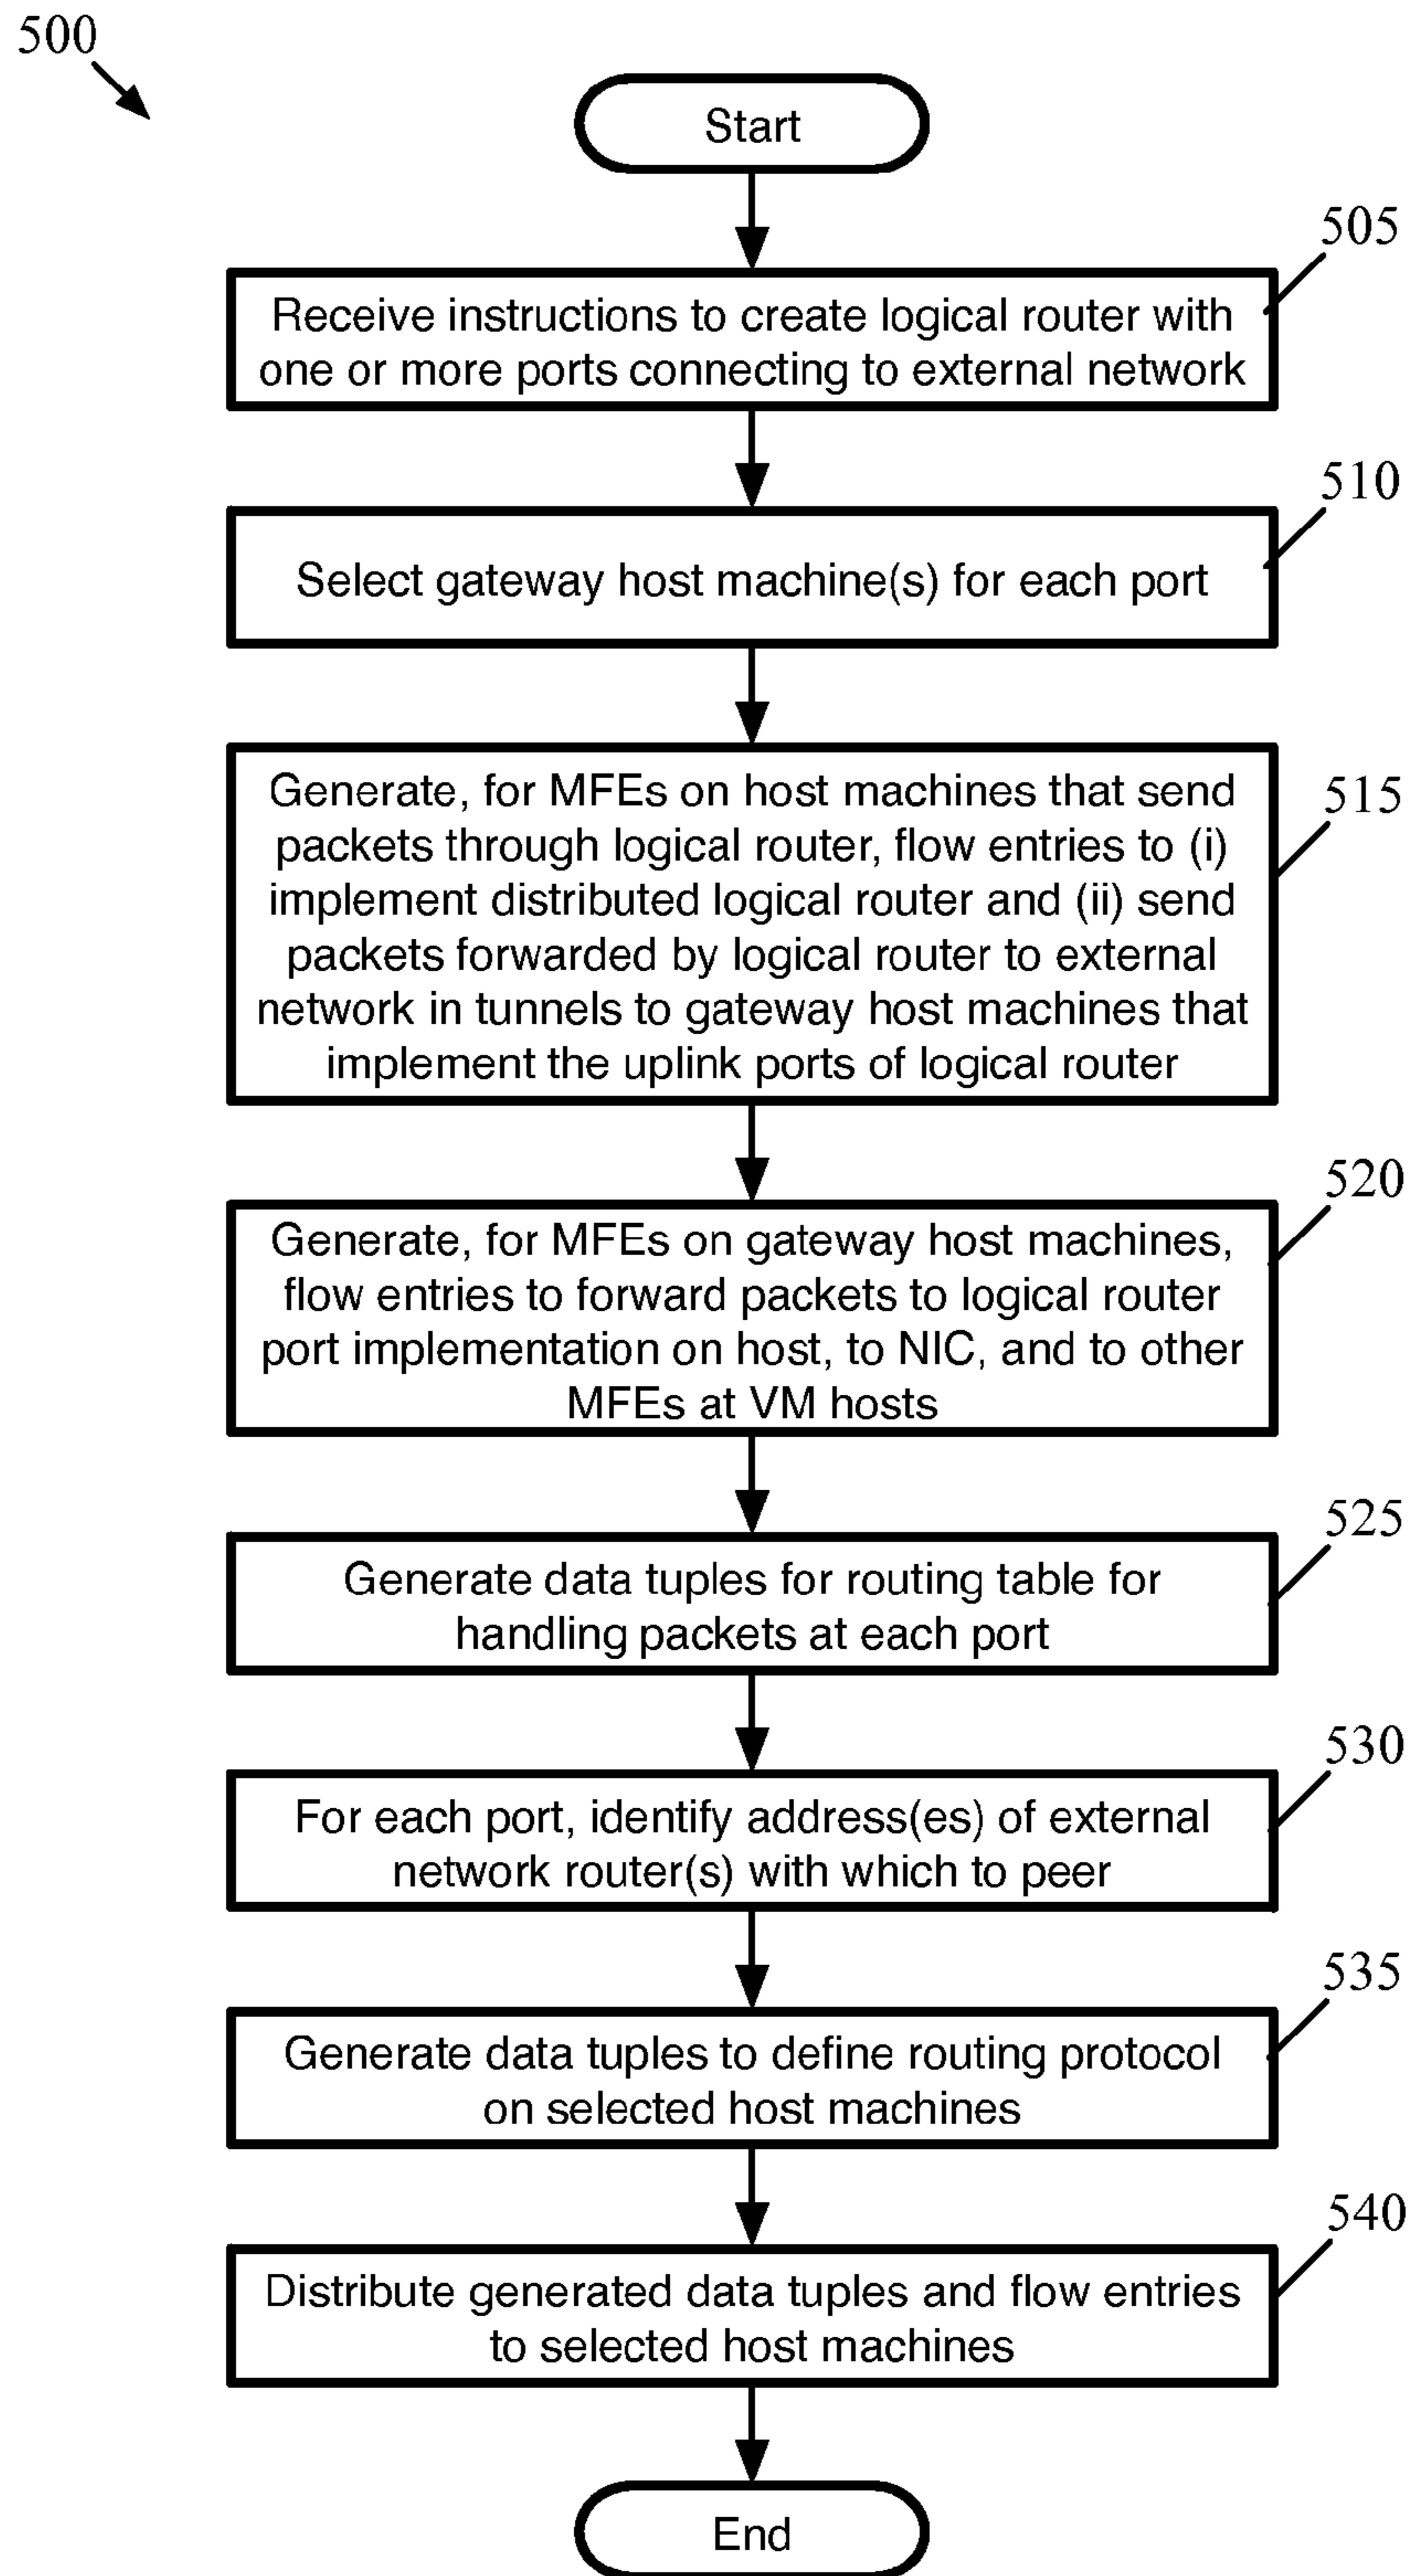 500
Start
505
Receive instructions to create logical router with
one or more ports connecting to external network
510
Select gateway host machine(s) for each port
515
Generate, for MFEs on host machines that send
packets through logical router, flow entries to (i)
implement distributed logical router and (ii) send
packets forwarded by logical router to external
network in tunnels to gateway host machines that
implement the uplink ports of logical router
520
Generate, for MFEs on gateway host machines,
flow entries to forward packets to logical router
port implementation on host, to NIC, and to other
MFEs at VM hosts
525
Generate data tuples for routing table for
handling packets at each port
530
For each port, identify address(es) of external
network router(s) with which to peer
535
Generate data tuples to define routing protocol
on selected host machines
540
Distribute generated data tuples and flow entries
to selected host machines
End